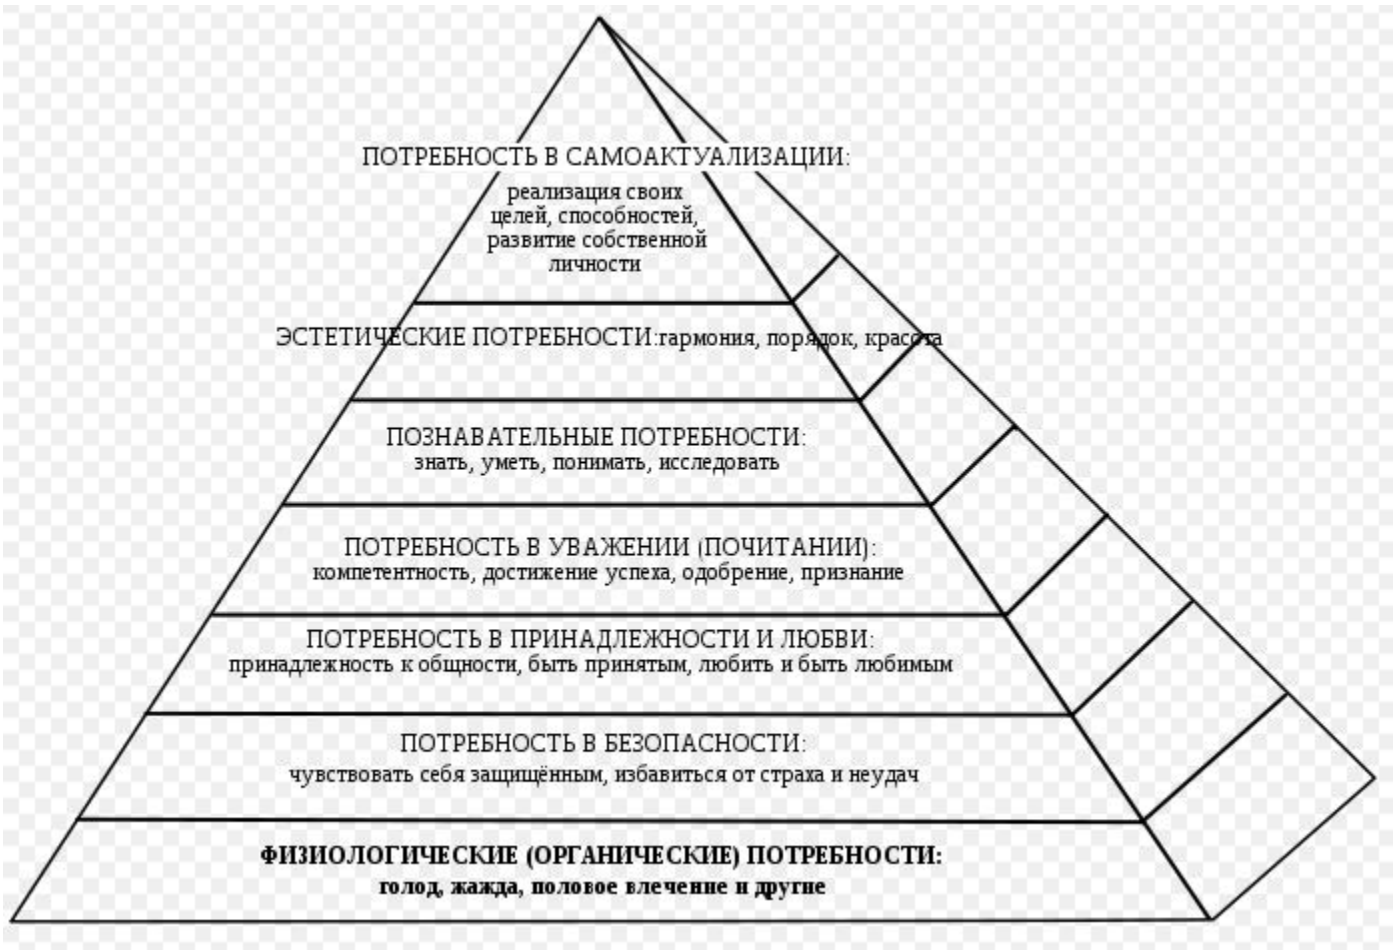 ПОТРЕБНОСТЬ В САМОАКТУАЛИЗАЦИИ:
реализация своих
целей, способностей,
развитие собственной
личности
ЭСТЕТИЧЕСКИЕ ПОТРЕБНОСТИ:гармония, порядок, красота
ПОЗНАВАТЕЛЬНЫЕ ПОТРЕБНОСТИ:
знать, уметь, понимать, исследовать
ПОТРЕБНОСТЬ В УВАЖЕНИИ (ПОЧИТАНИИ):
компетентность, достижение успеха, одобрение, признание
ПОТРЕБНОСТЬ В ПРИНАДЛЕЖНОСТИ И ЛЮБВИ:
принадлежность к общности, быть принятым, любить и быть любимым
ПОТРЕБНОСТЬ В БЕЗОПАСНОСТИ:
чувствовать себя защищённым, избавиться от страха и неудач
ФИЗИОЛОГИЧЕСКИЕ (ОРГАНИЧЕСКИЕ) ПОТРЕБНОСТИ:
голод, жажда, половое влечение и другие